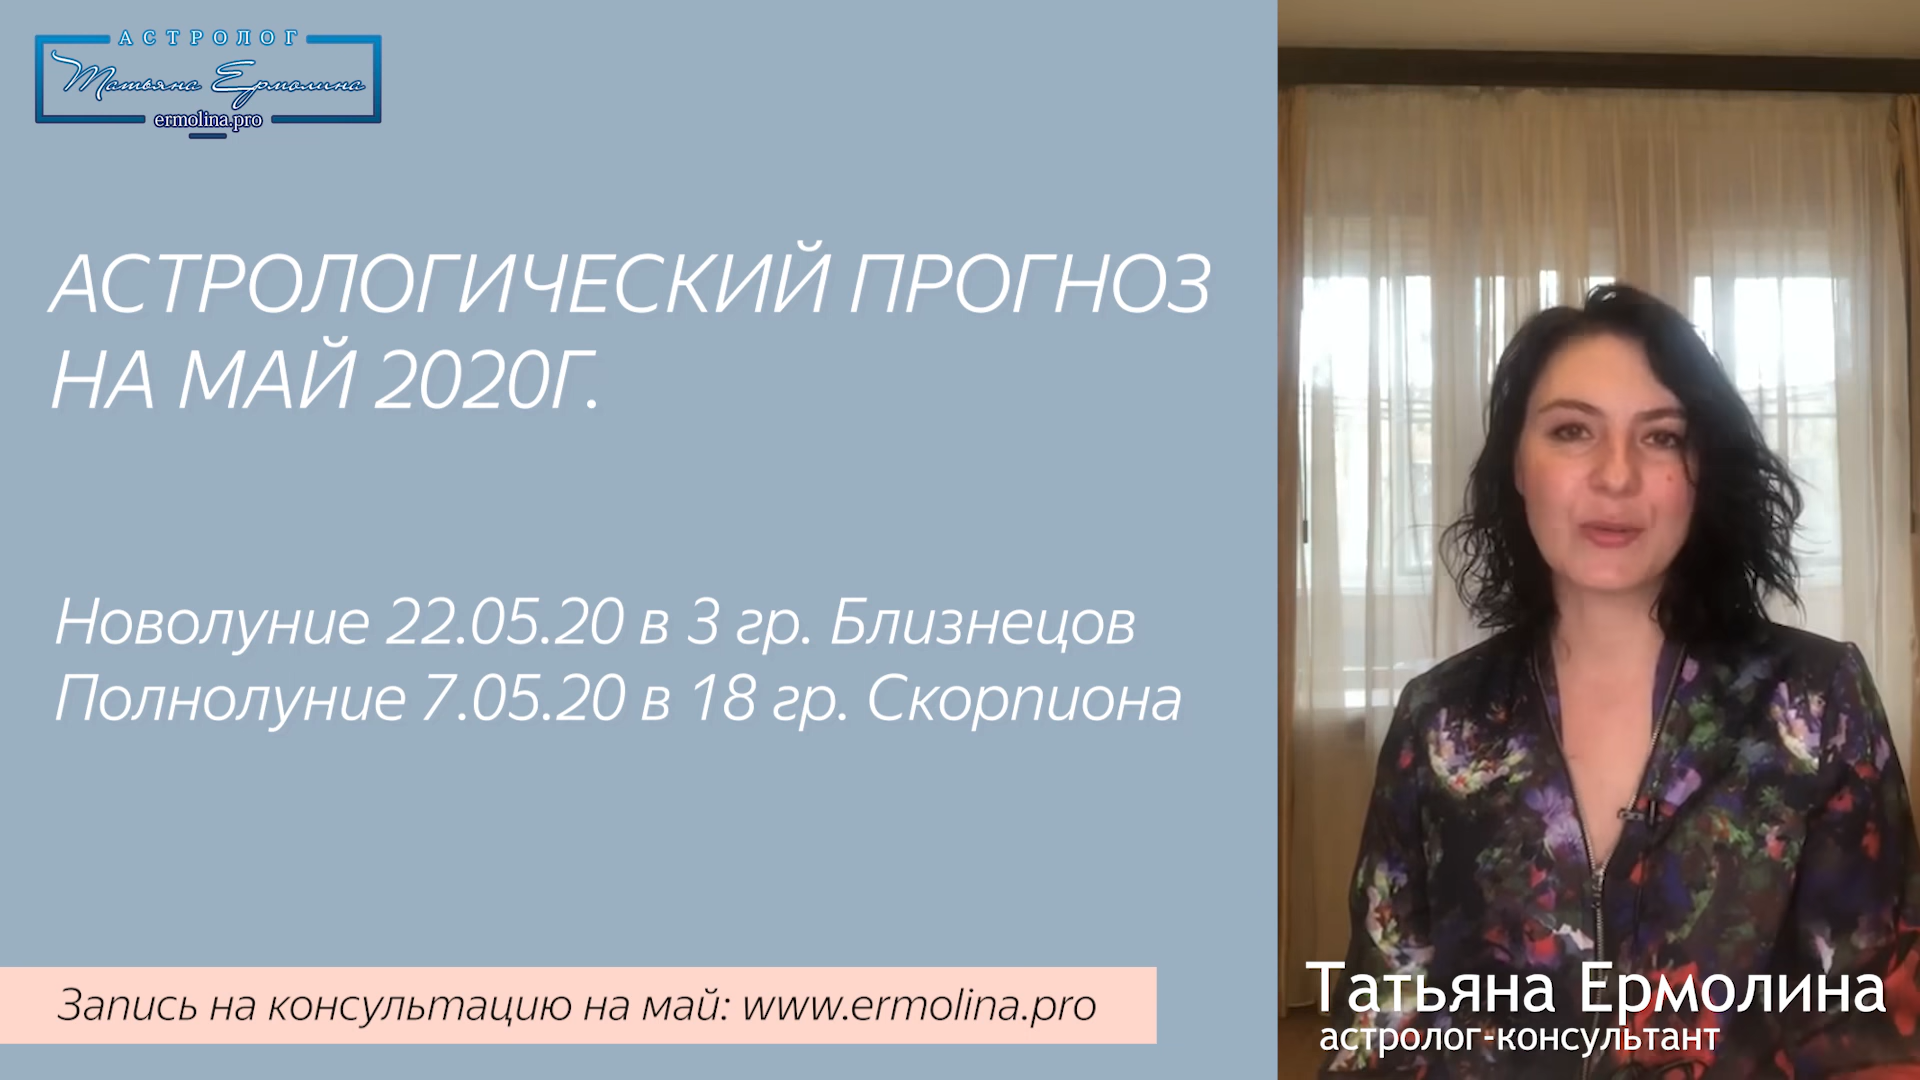 АСТРОЛОГ
Татьяна Ермолина
ermolina.pro
АСТРОЛОГИЧЕСКИЙ ПРОГНОЗ
НА МАЙ 2020Г.
Новолуние 22.05.20 в 3 гр. Близнецов
Полнолуние 7.05.20 в 18 гр. Скорпиона
Запись на консультацию на май: www.ermolina.pro
Татьяна Ермолина
астролог-консультант